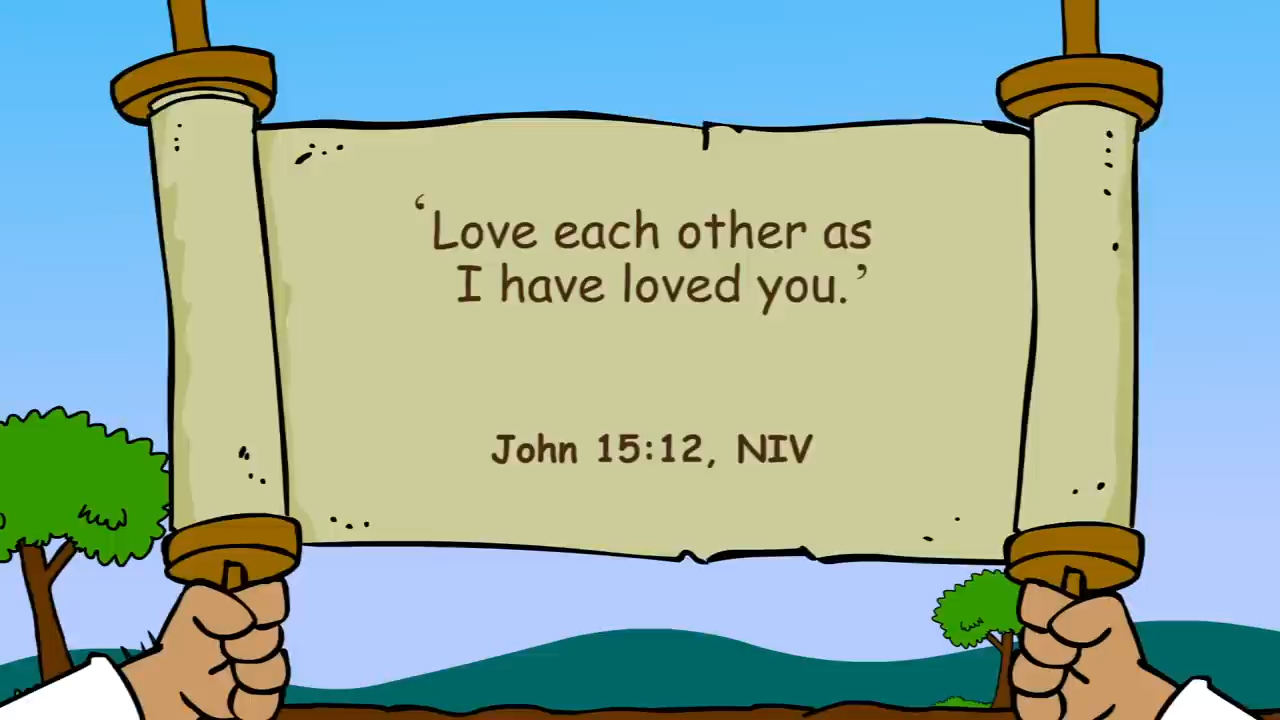 ‘Love each other as
I have loved you.’
John 15:12, NIV